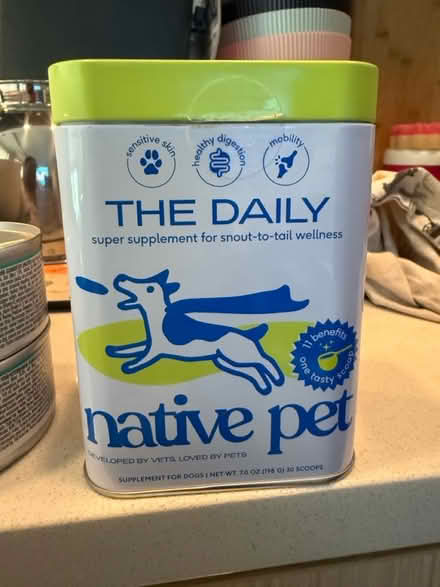 sensitive skin
healthy digestion
mobility
THE DAILY
super supplement for snout-to-tail wellness
11 benefits
one tasty scoop
native pet
DEVELOPED BY VETS, LOVED BY PETS
SUPPLEMENT FOR DOGS | NET WT. 7.0 OZ (198 G) 30 SCOOPS